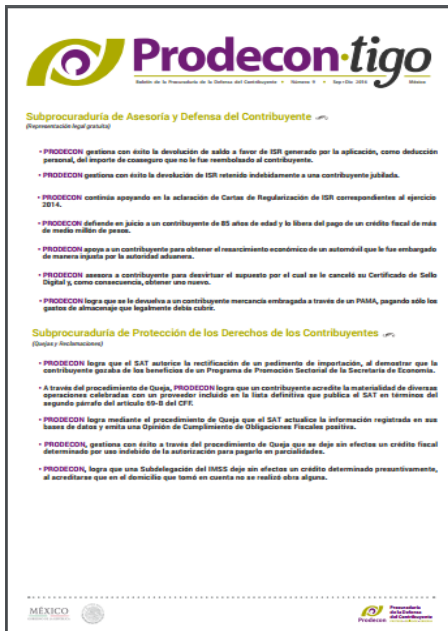 Prodecon·tigo
Boletín de la Procuraduría de la Defensa del Contribuyente • Número 9 • Sep-Dic 2016 México
Subprocuraduría de Asesoría y Defensa del Contribuyente
(Representación legal gratuita)
• PRODECON gestiona con éxito la devolución de saldo a favor de ISR generado por la aplicación, como deducción
personal, del importe de coaseguro que no le fue reembolsado al contribuyente.
• PRODECON gestiona con éxito la devolución de ISR retenido indebidamente a una contribuyente jubilada.
• PRODECON continúa apoyando en la aclaración de Cartas de Regularización de ISR correspondientes al ejercicio
2014.
• PRODECON defiende en juicio a un contribuyente de 85 años de edad y lo libera del pago de un crédito fiscal de más
de medio millón de pesos.
• PRODECON apoya a un contribuyente para obtener el resarcimiento económico de un automóvil que le fue embargado
de manera injusta por la autoridad aduanera.
• PRODECON asesora a contribuyente para desvirtuar el supuesto por el cual se le canceló su Certificado de Sello
Digital y, como consecuencia, obtener uno nuevo.
• PRODECON logra que se le devuelva a un contribuyente mercancía embragada a través de un PAMA, pagando sólo los
gastos de almacenaje que legalmente debía cubrir.
Subprocuraduría de Protección de los Derechos de los Contribuyentes
(Quejas y Reclamaciones)
• PRODECON logra que el SAT autorice la rectificación de un pedimento de importación, al demostrar que la
contribuyente gozaba de los beneficios de un Programa de Promoción Sectorial de la Secretaría de Economía.
• A través del procedimiento de Queja, PRODECON logra que un contribuyente acredite la materialidad de diversas
operaciones celebradas con un proveedor incluido en la lista definitiva que publica el SAT en términos del
segundo párrafo del artículo 69-B del CFF.
• PRODECON logra mediante el procedimiento de Queja que el SAT actualice la información registrada en sus
bases de datos y emita una Opinión de Cumplimiento de Obligaciones Fiscales positiva.
• PRODECON, gestiona con éxito a través del procedimiento de Queja que se deje sin efectos un crédito fiscal
determinado por uso indebido de la autorización para pagarlo en parcialidades.
• PRODECON, logra que una Subdelegación del IMSS deje sin efectos un crédito determinado presuntivamente,
al acreditarse que en el domicilio que tomó en cuenta no se realizó obra alguna.
MÉXICO
Prodecon
Procuraduría
de la Defensa
del Contribuyente